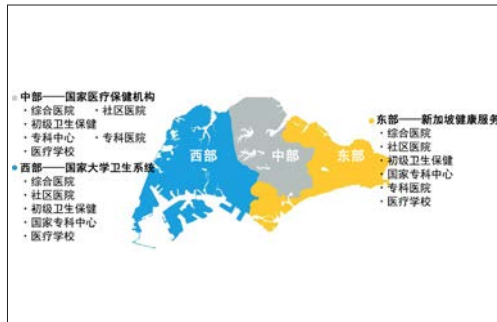 中部——国家医疗保健机构
· 综合医院 · 社区医院
· 初级卫生保健
· 专科中心 · 专科医院
· 医疗学校
西部——国家大学卫生系统
· 综合医院
· 社区医院
· 初级卫生保健
· 国家专科中心
· 医疗学校
西部
中部
东部
东部——新加坡健康服务
· 综合医院
· 社区医院
· 初级卫生保健
· 国家专科中心
· 专科医院
· 医疗学校